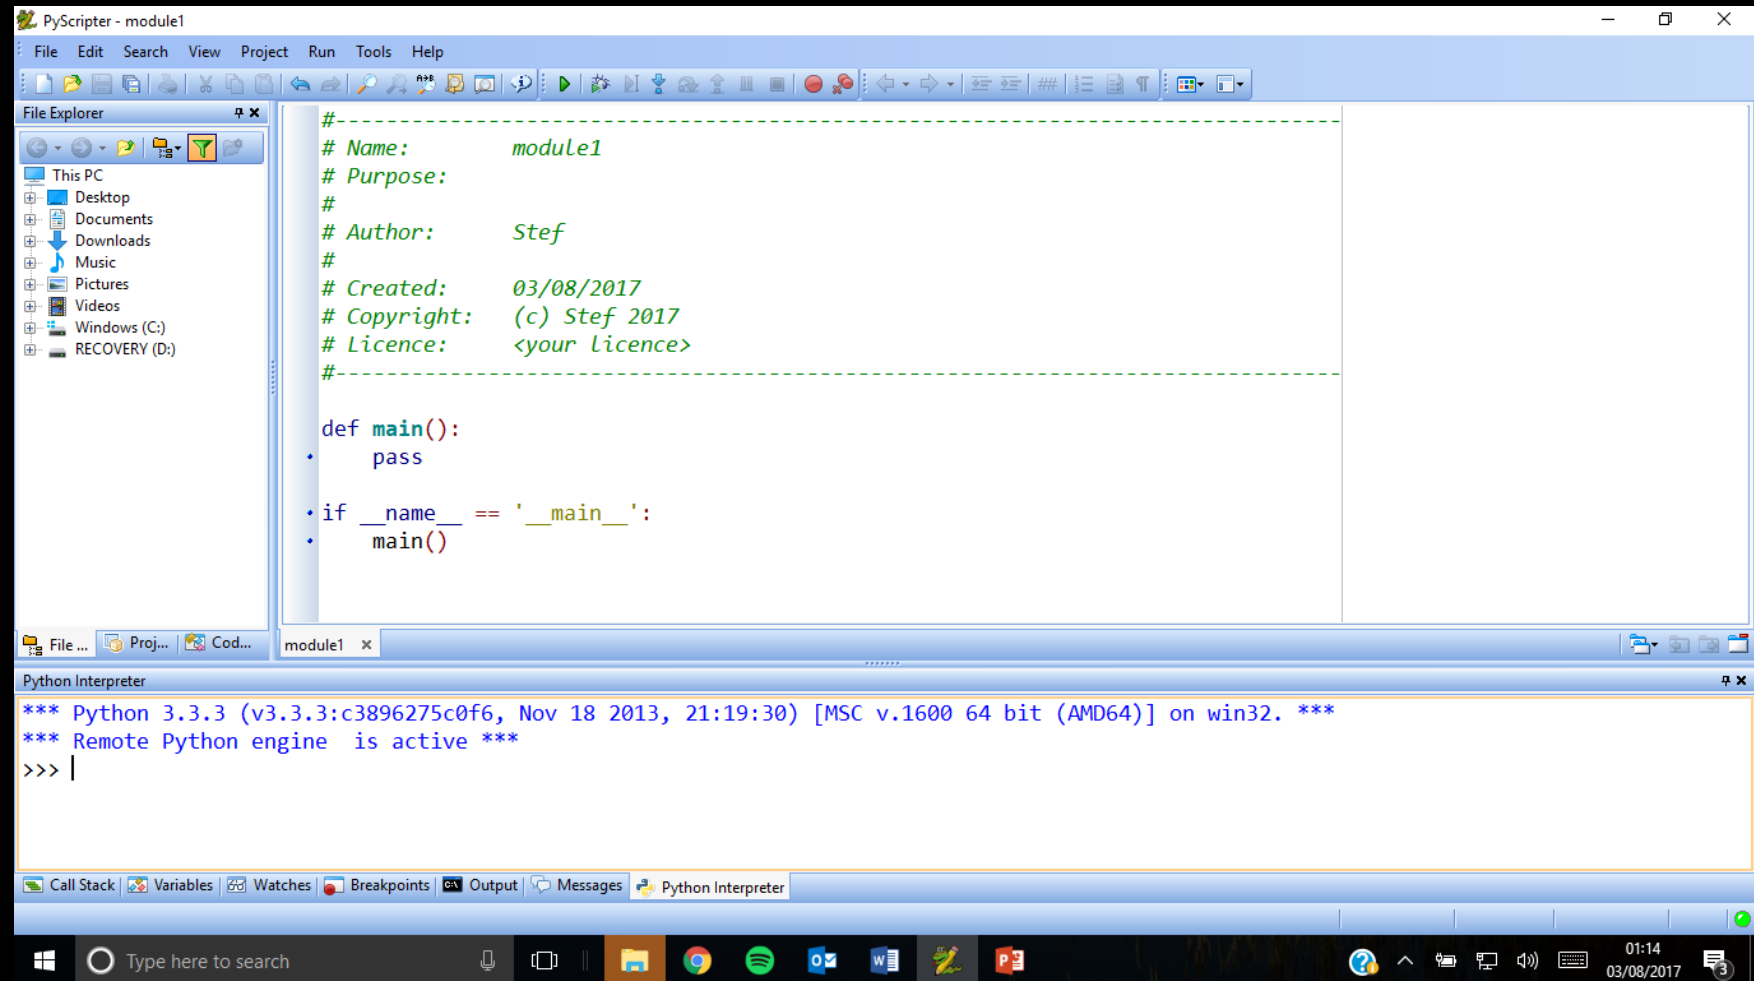 PyScripter - module1
File Edit Search View Project Run Tools Help
File Explorer
This PC
Desktop
Documents
Downloads
Music
Pictures
Videos
Windows (C:)
RECOVERY (D:)
File ... Proj... Cod...
#-------------------------------------------------------------------------------
# Name:        module1
# Purpose:
#
# Author:      Stef
#
# Created:     03/08/2017
# Copyright:   (c) Stef 2017
# Licence:     <your licence>
#-------------------------------------------------------------------------------
def main():
    pass
if __name__ == '__main__':
    main()
module1
Python Interpreter
*** Python 3.3.3 (v3.3.3:c3896275c0f6, Nov 18 2013, 21:19:30) [MSC v.1600 64 bit (AMD64)] on win32. ***
*** Remote Python engine  is active ***
>>>
Call Stack Variables Watches Breakpoints Output Messages Python Interpreter
Type here to search
01:14
03/08/2017
3